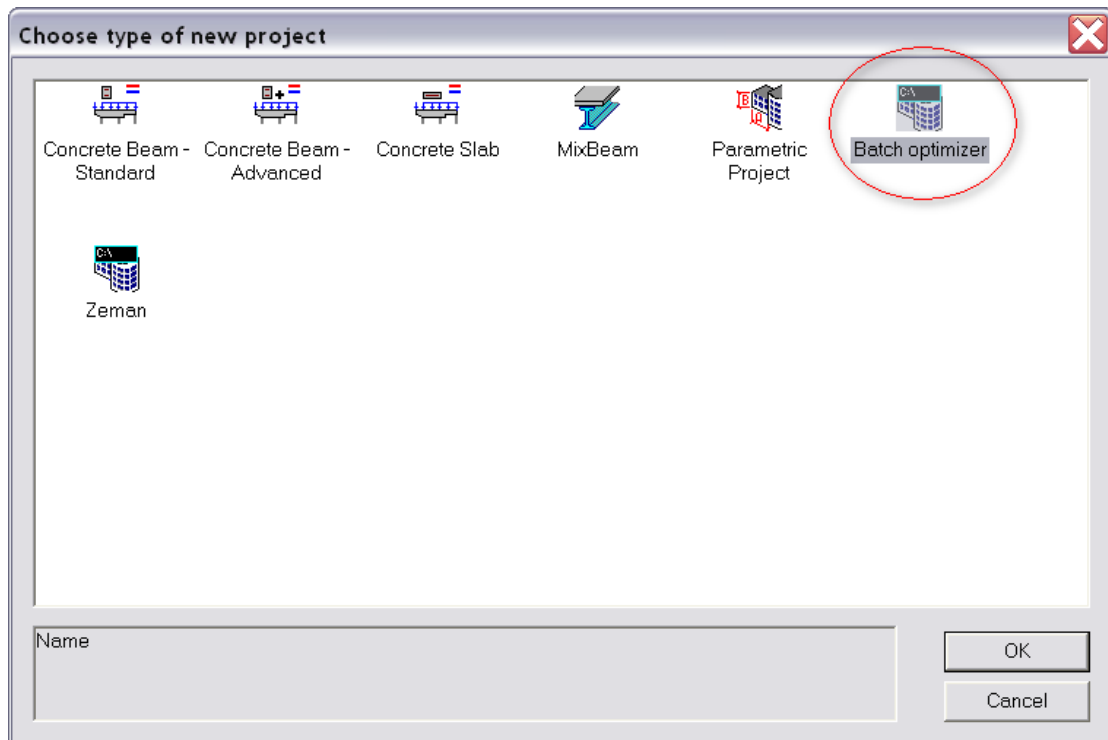 Choose type of new project
Concrete Beam - Standard
Concrete Beam - Advanced
Concrete Slab
MixBeam
Parametric Project
Batch optimizer
Zeman
Name
OK
Cancel